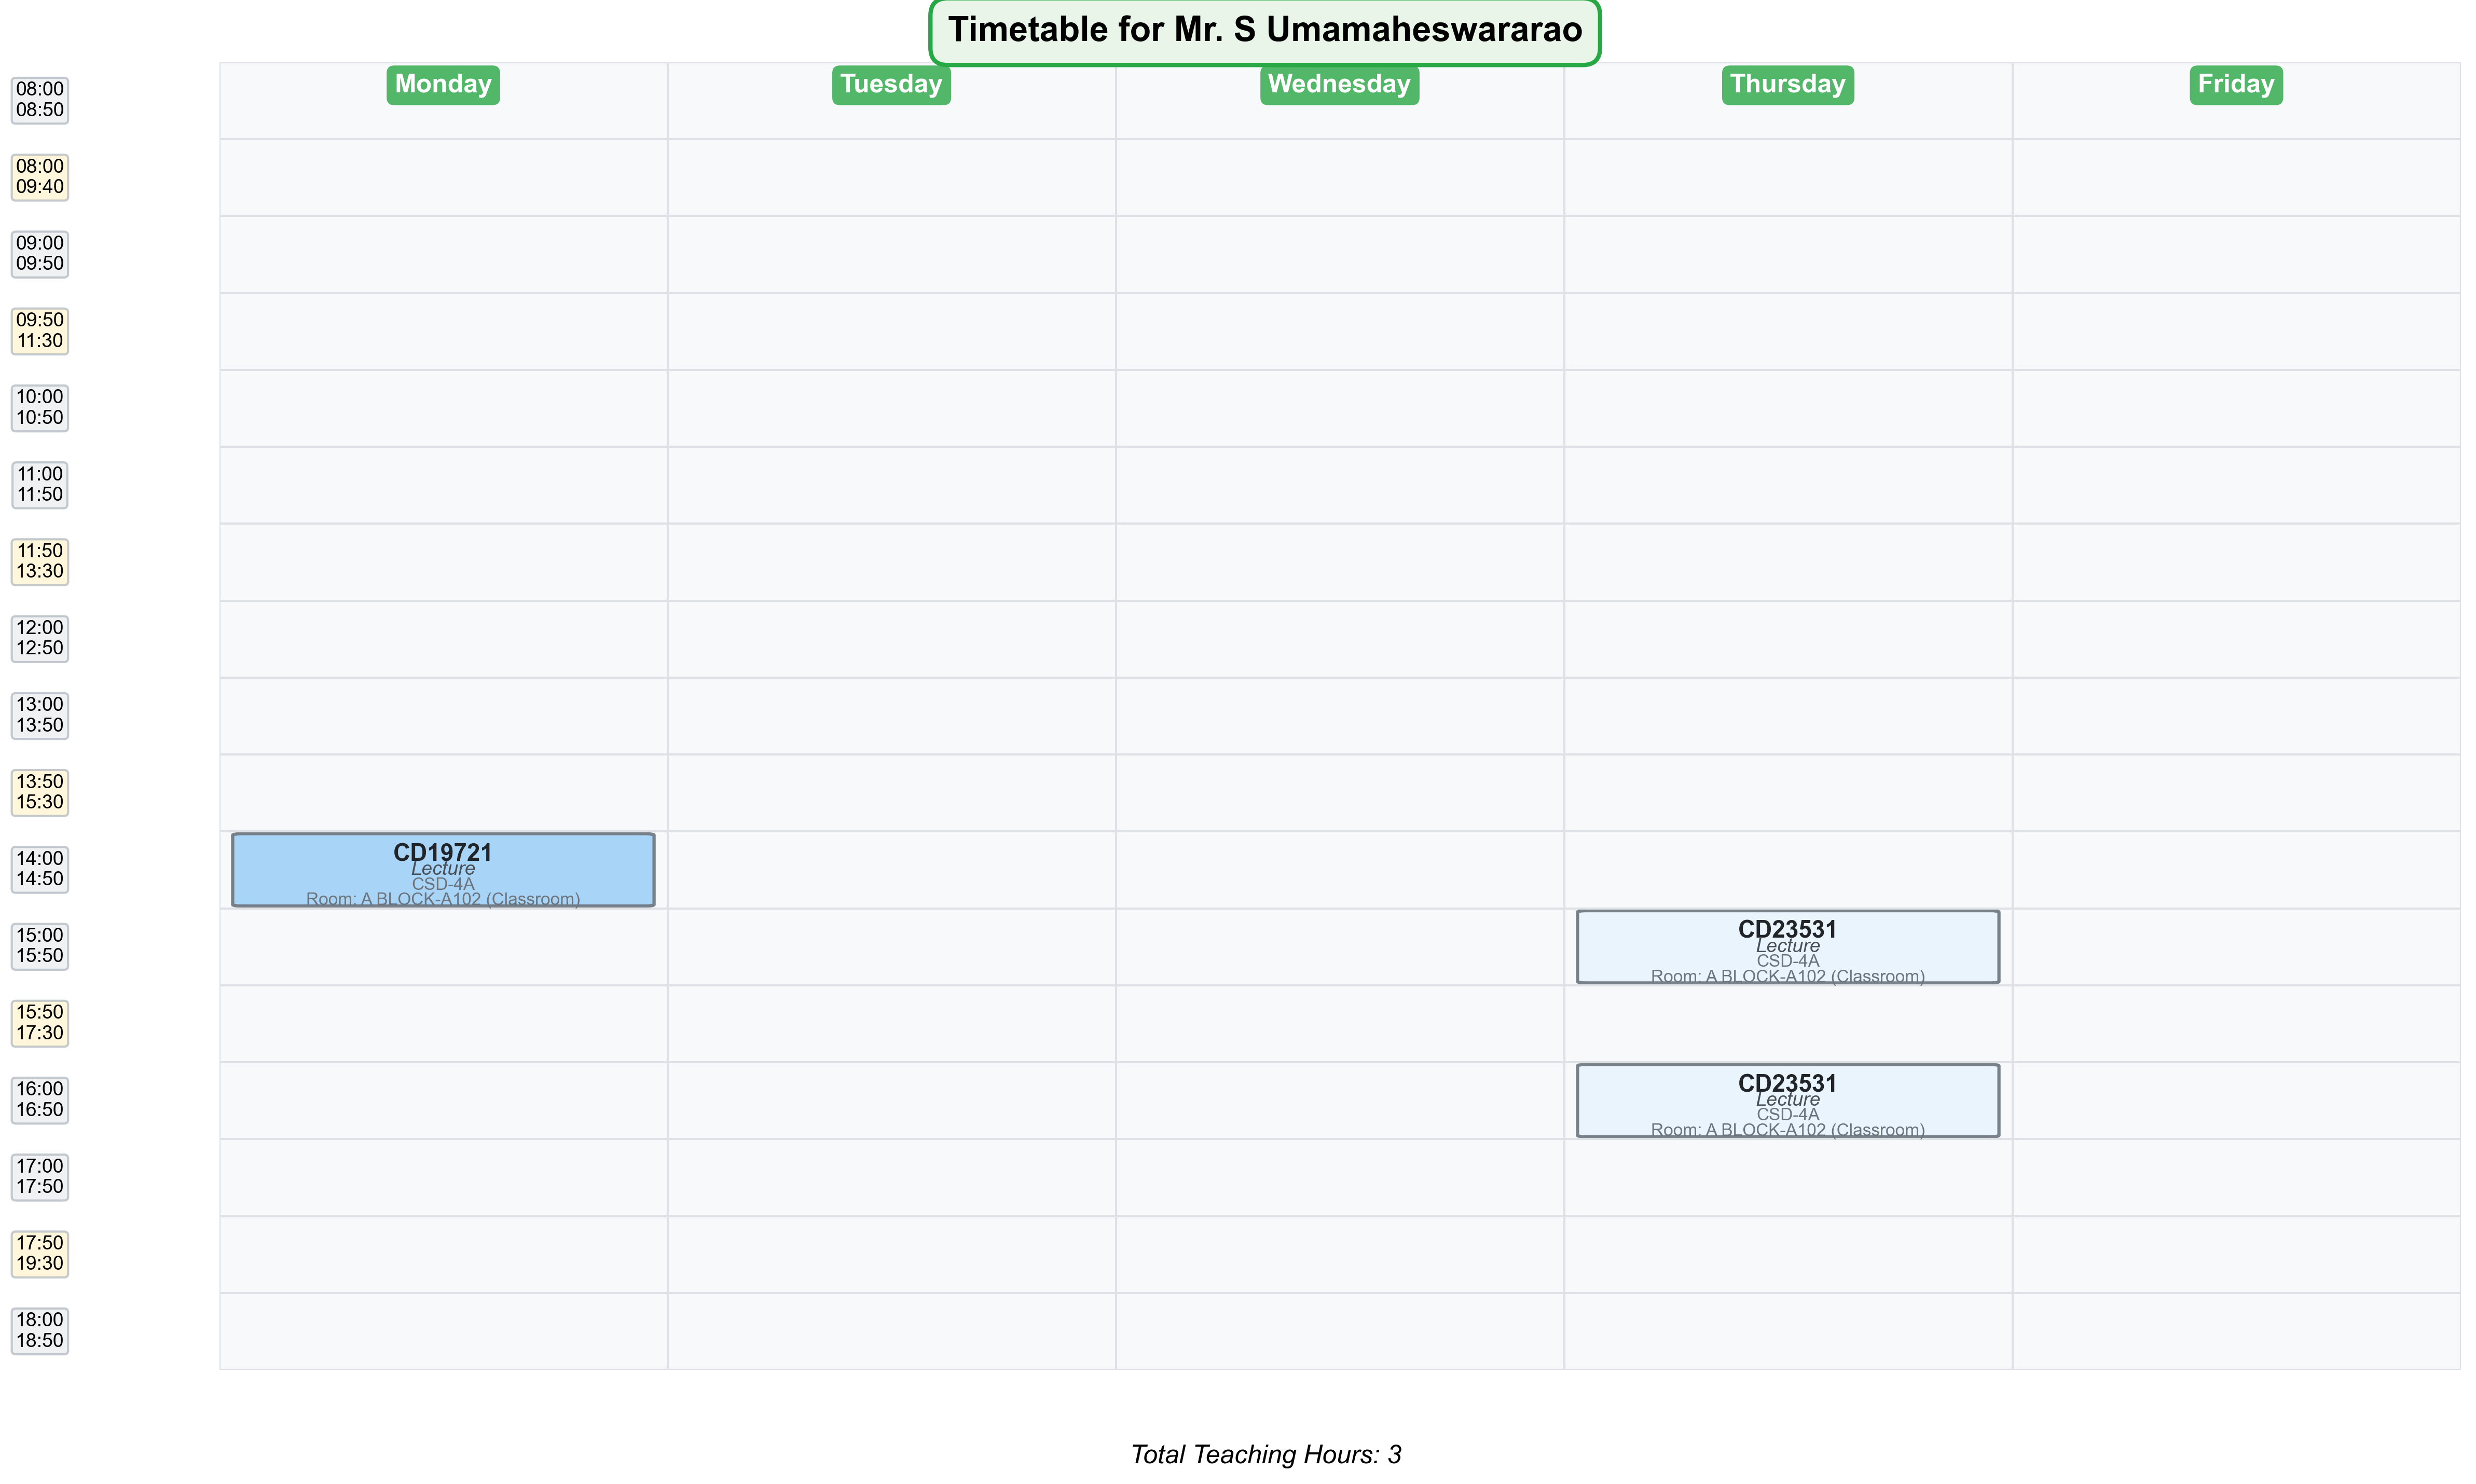 Timetable for Mr. S Umamaheswararao
Monday
Tuesday
Wednesday
Thursday
Friday
08:00
08:50
08:00
09:40
09:00
09:50
09:50
11:30
10:00
10:50
11:00
11:50
11:50
13:30
12:00
12:50
13:00
13:50
13:50
15:30
14:00
14:50
CD19721
Lecture
CSD-4A
Room: A BLOCK-A102 (Classroom)
15:00
15:50
CD23531
Lecture
CSD-4A
Room: A BLOCK-A102 (Classroom)
15:50
17:30
16:00
16:50
CD23531
Lecture
CSD-4A
Room: A BLOCK-A102 (Classroom)
17:00
17:50
17:50
19:30
18:00
18:50
Total Teaching Hours: 3